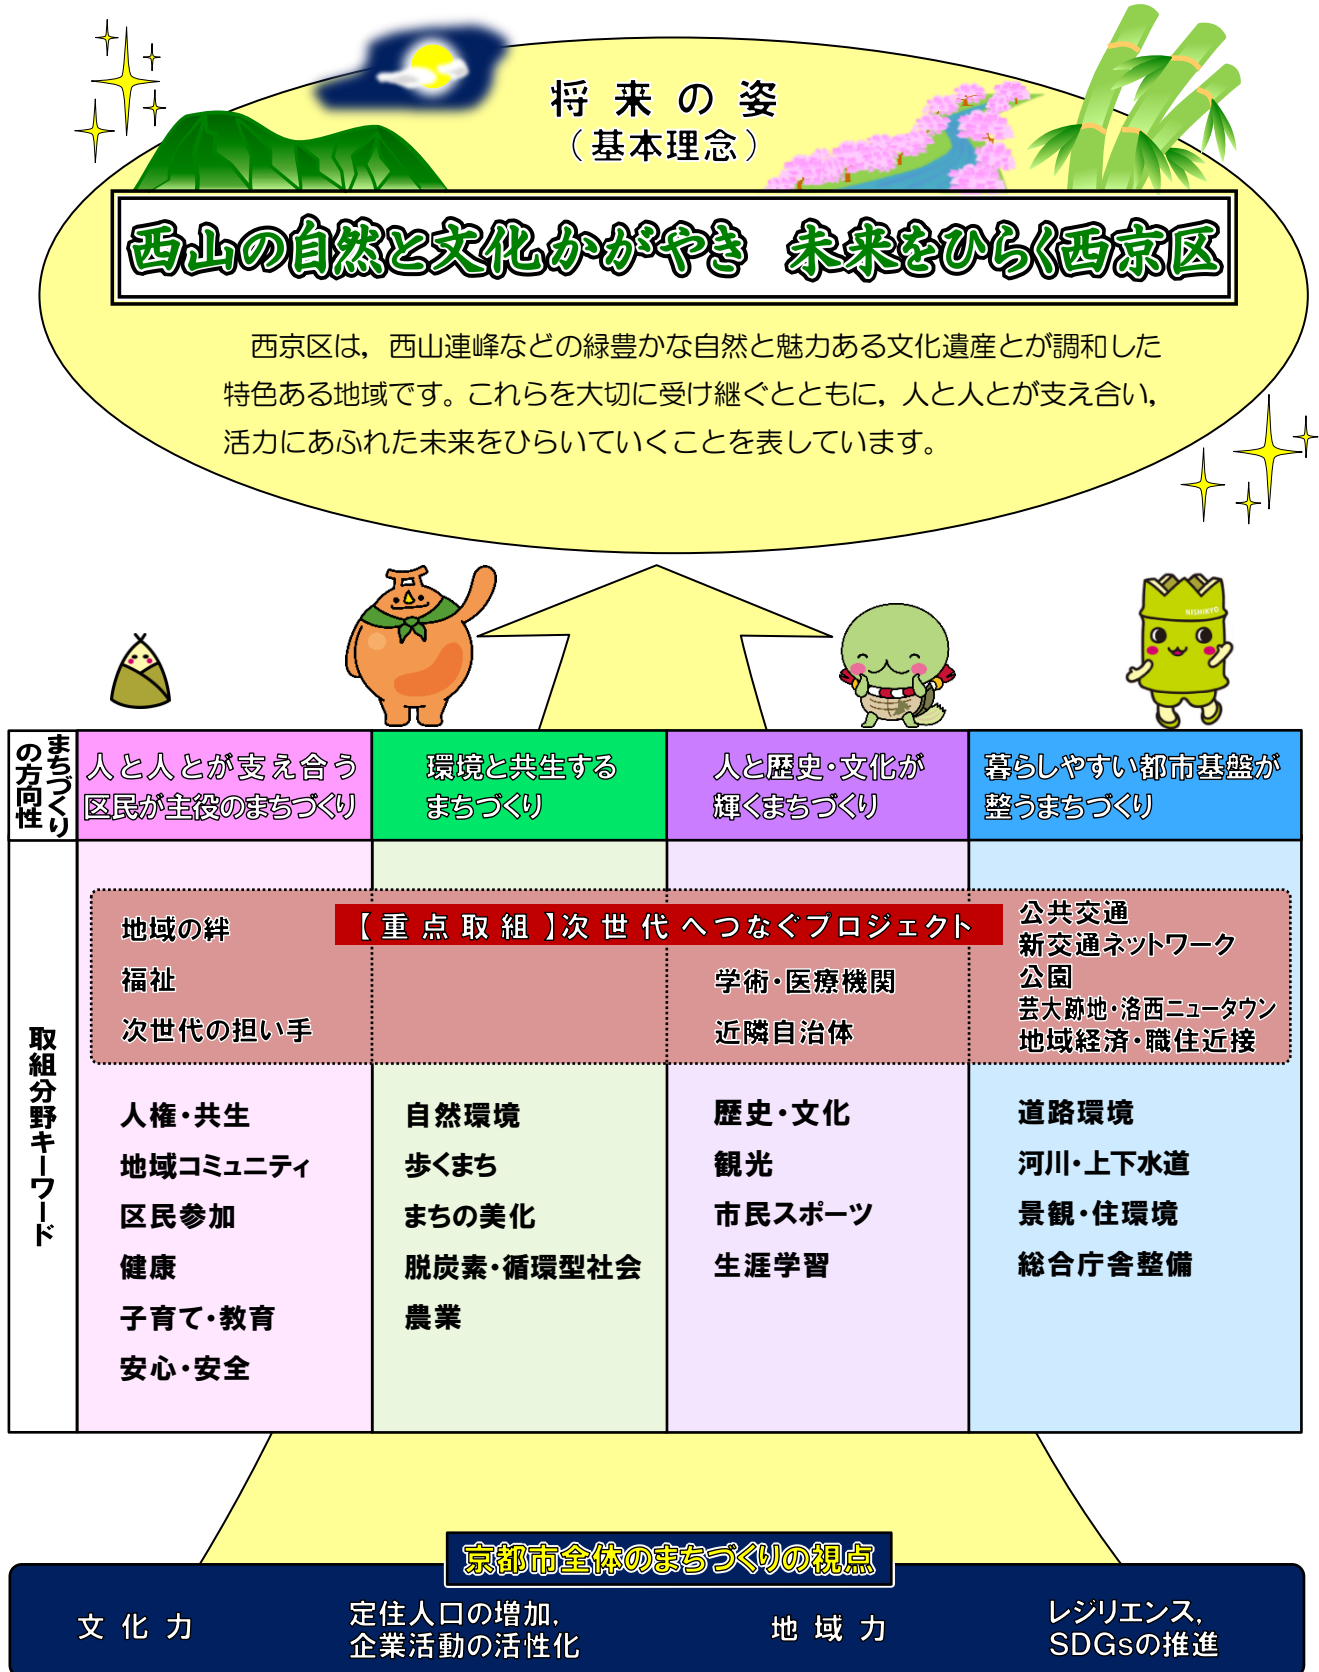 将来の姿
（基本理念）
西山の自然と文化かがやき　未来をひらく西京区
西京区は，西山連峰などの緑豊かな自然と魅力ある文化遺産とが調和した
特色ある地域です。これらを大切に受け継ぐとともに，人と人とが支え合い，
活力にあふれた未来をひらいていくことを表しています。
NISHIKYO
まちづくり
の方向性
人と人とが支え合う
区民が主役のまちづくり
環境と共生する
まちづくり
人と歴史・文化が
輝くまちづくり
暮らしやすい都市基盤が
整うまちづくり
取組分野キーワード
【重点取組】次世代へつなぐプロジェクト
地域の絆
福祉
次世代の担い手
学術・医療機関
近隣自治体
公共交通
新交通ネットワーク
公園
芸大跡地・洛西ニュータウン
地域経済・職住近接
人権・共生
地域コミュニティ
区民参加
健康
子育て・教育
安心・安全
自然環境
歩くまち
まちの美化
脱炭素・循環型社会
農業
歴史・文化
観光
市民スポーツ
生涯学習
道路環境
河川・上下水道
景観・住環境
総合庁舎整備
京都市全体のまちづくりの視点
文化力
定住人口の増加，
企業活動の活性化
地域力
レジリエンス，
SDGsの推進